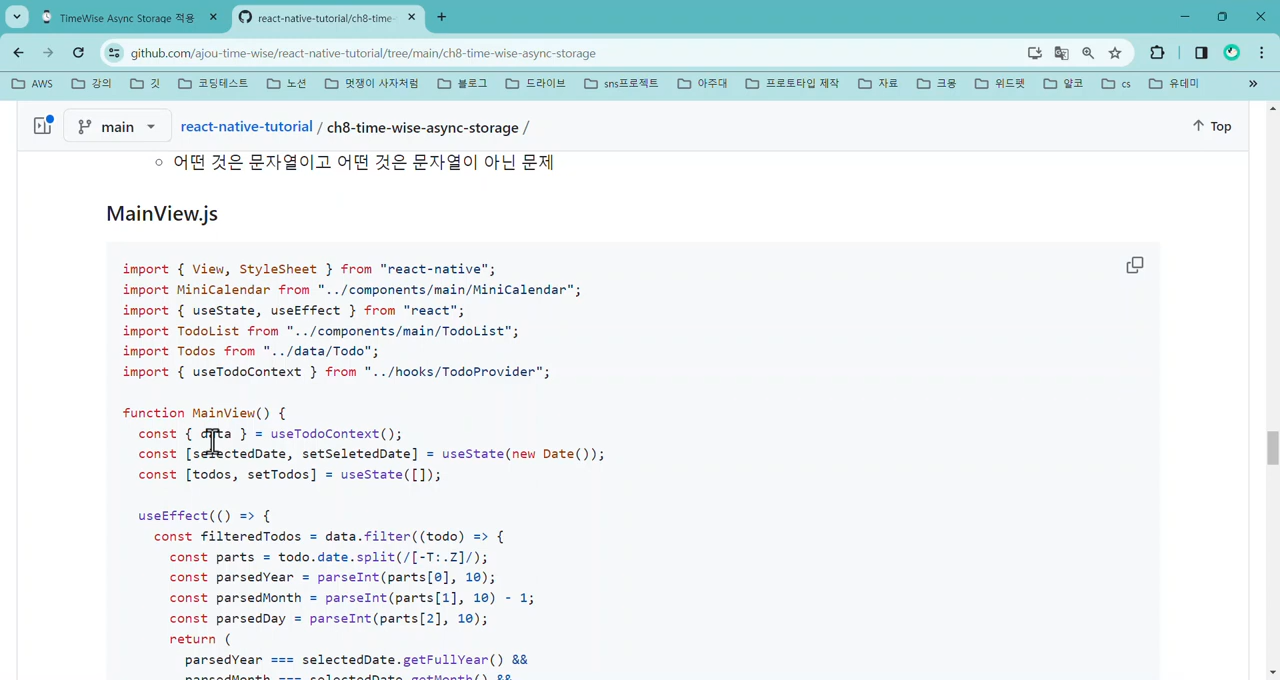 TimeWise Async Storage 적용
react-native-tutorial/ch8-time-
github.com/ajou-time-wise/react-native-tutorial/tree/main/ch8-time-wise-async-storage
AWS 강의 깃 코딩테스트 노션 멋쟁이 사자처럼 블로그 드라이브 sns프로젝트 아주대 프로토타입 제작 자료 크몽 위드펫 알코 cs 유데미 »
main react-native-tutorial / ch8-time-wise-async-storage / Top
어떤 것은 문자열이고 어떤 것은 문자열이 아닌 문제
MainView.js
import { View, StyleSheet } from "react-native";
import MiniCalendar from "../components/main/MiniCalendar";
import { useState, useEffect } from "react";
import TodoList from "../components/main/TodoList";
import Todos from "../data/Todo";
import { useTodoContext } from "../hooks/TodoProvider";
function MainView() {
const { data } = useTodoContext();
const [selectedDate, setSeletedDate] = useState(new Date());
const [todos, setTodos] = useState([]);
useEffect(() => {
const filteredTodos = data.filter((todo) => {
const parts = todo.date.split(/[-T:.Z]/);
const parsedYear = parseInt(parts[0], 10);
const parsedMonth = parseInt(parts[1], 10) - 1;
const parsedDay = parseInt(parts[2], 10);
return (
parsedYear === selectedDate.getFullYear() &&
parsedMonth === selectedDate.getMonth() &&